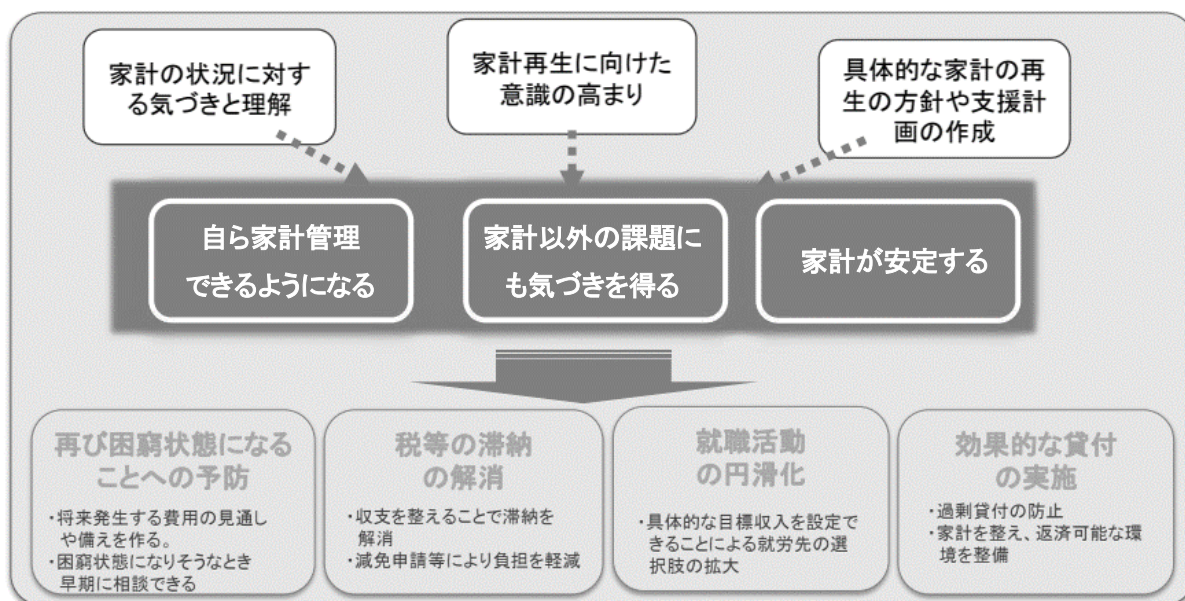 家計の状況に対す
る気づきと理解
家計再生に向けた
意識の高まり
具体的な家計の再
生の方針や支援計
画の作成
自ら家計管理
できるようになる
家計以外の課題に
も気づきを得る
家計が安定する
再び困窮状態になる
ことへの予防
・将来発生する費用の見通し
や備えを作る。
・困窮状態になりそうなとき
早期に相談できる
税等の滞納
の解消
・収支を整えることで滞納を
解消
・減免申請等により負担を軽減
就職活動
の円滑化
・具体的な目標収入を設定で
きることによる就労先の選
択肢の拡大
効果的な貸付
の実施
・過剰貸付の防止
・家計を整え、返済可能な環
境を整備